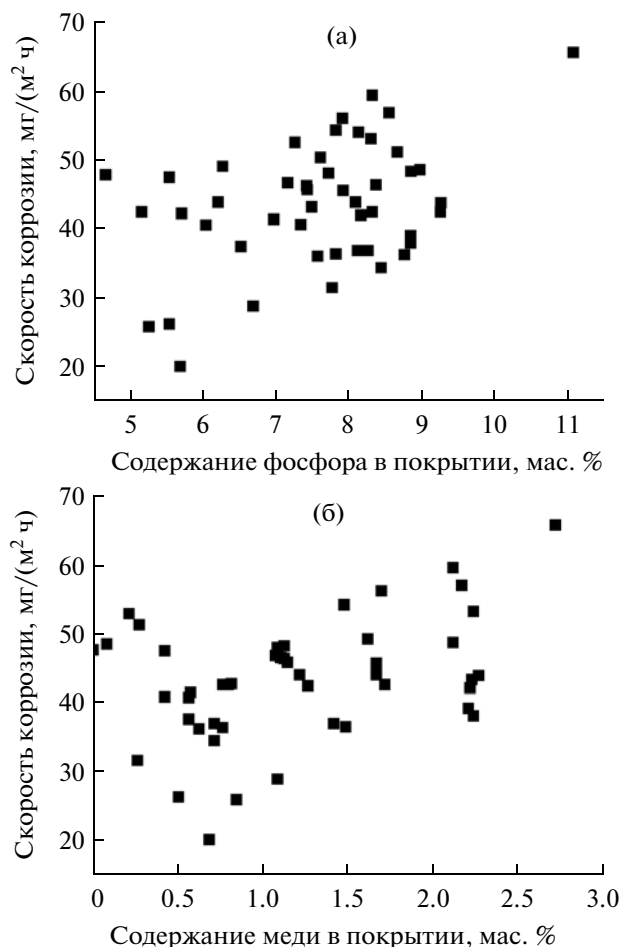 70
(а)
60
50
40
30
20
Скорость коррозии, мг/(м² ч)
5 6 7 8 9 10 11
Содержание фосфора в покрытии, мас. %
70
(б)
60
50
40
30
20
Скорость коррозии, мг/(м² ч)
0 0.5 1.0 1.5 2.0 2.5 3.0
Содержание меди в покрытии, мас. %